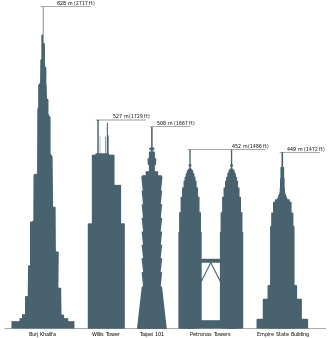 828 m (2717 ft)
527 m(1729 ft)
508 m (1667 ft)
452 m(1486 ft)
449 m (1472 ft)
Burj Khalifa
Willis Tower
Taipei 101
Petronas Towers
Empire State Building